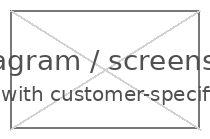 agram / screens
with customer-specif